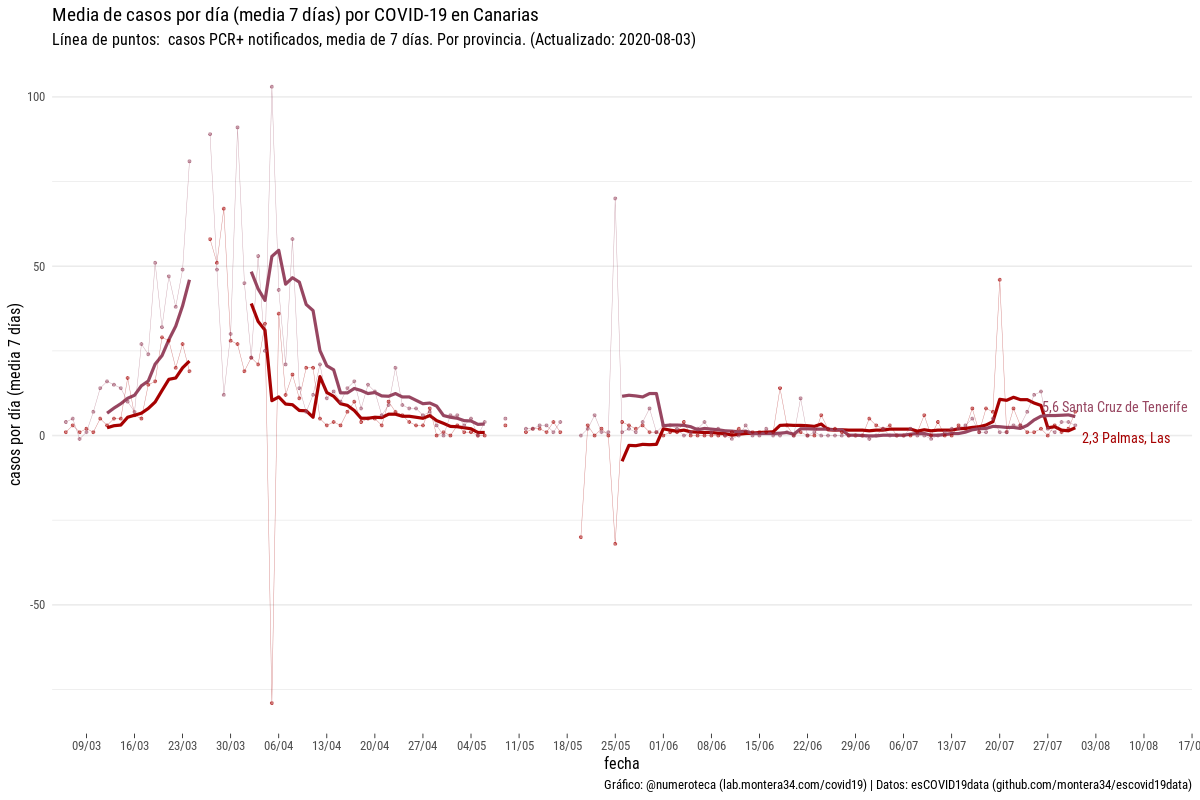 Media de casos por día (media 7 días) por COVID-19 en Canarias
Línea de puntos:  casos PCR+ notificados, media de 7 días. Por provincia. (Actualizado: 2020-08-03)
casos por día (media 7 días)
100
50
0
-50
5,6 Santa Cruz de Tenerife
2,3 Palmas, Las
09/03 16/03 23/03 30/03 06/04 13/04 20/04 27/04 04/05 11/05 18/05 25/05 01/06 08/06 15/06 22/06 29/06 06/07 13/07 20/07 27/07 03/08 10/08 17/0
fecha
Gráfico: @numeroteca (lab.montera34.com/covid19) | Datos: esCOVID19data (github.com/montera34/escovid19data)